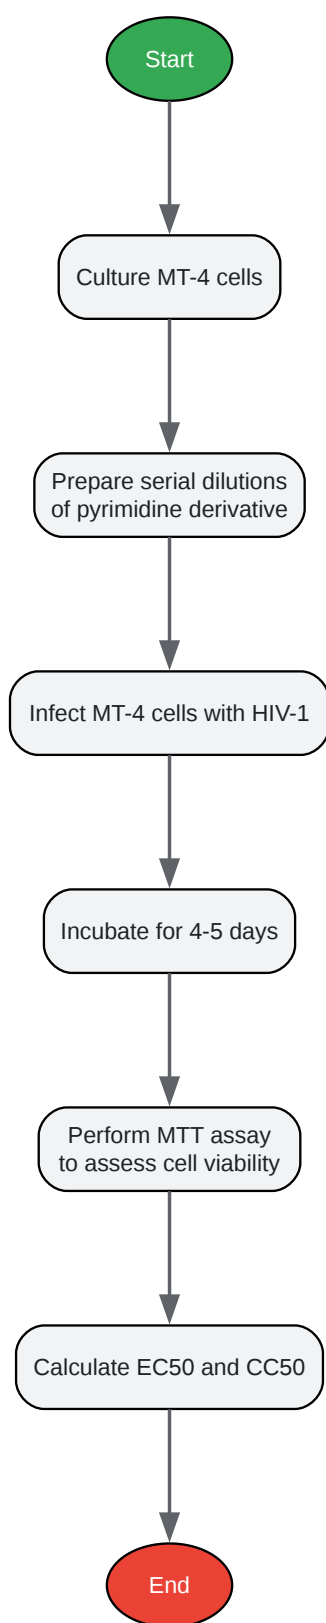 Start
Culture MT-4 cells
Prepare serial dilutions
of pyrimidine derivative
Infect MT-4 cells with HIV-1
Incubate for 4-5 days
Perform MTT assay
to assess cell viability
Calculate EC50 and CC50
End